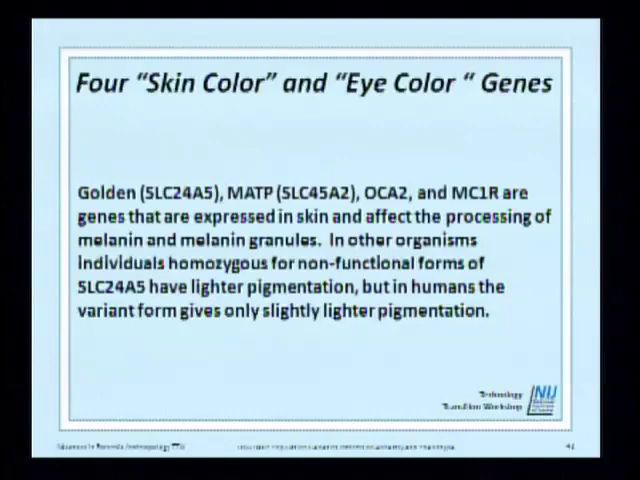 Four “Skin Color” and “Eye Color “ Genes
Golden (SLC24A5), MATP (SLC45A2), OCA2, and MC1R are
genes that are expressed in skin and affect the processing of
melanin and melanin granules.  In other organisms
individuals homozygous for non-functional forms of
SLC24A5 have lighter pigmentation, but in humans the
variant form gives only slightly lighter pigmentation.
Technology
Transition Workshop
NIJ